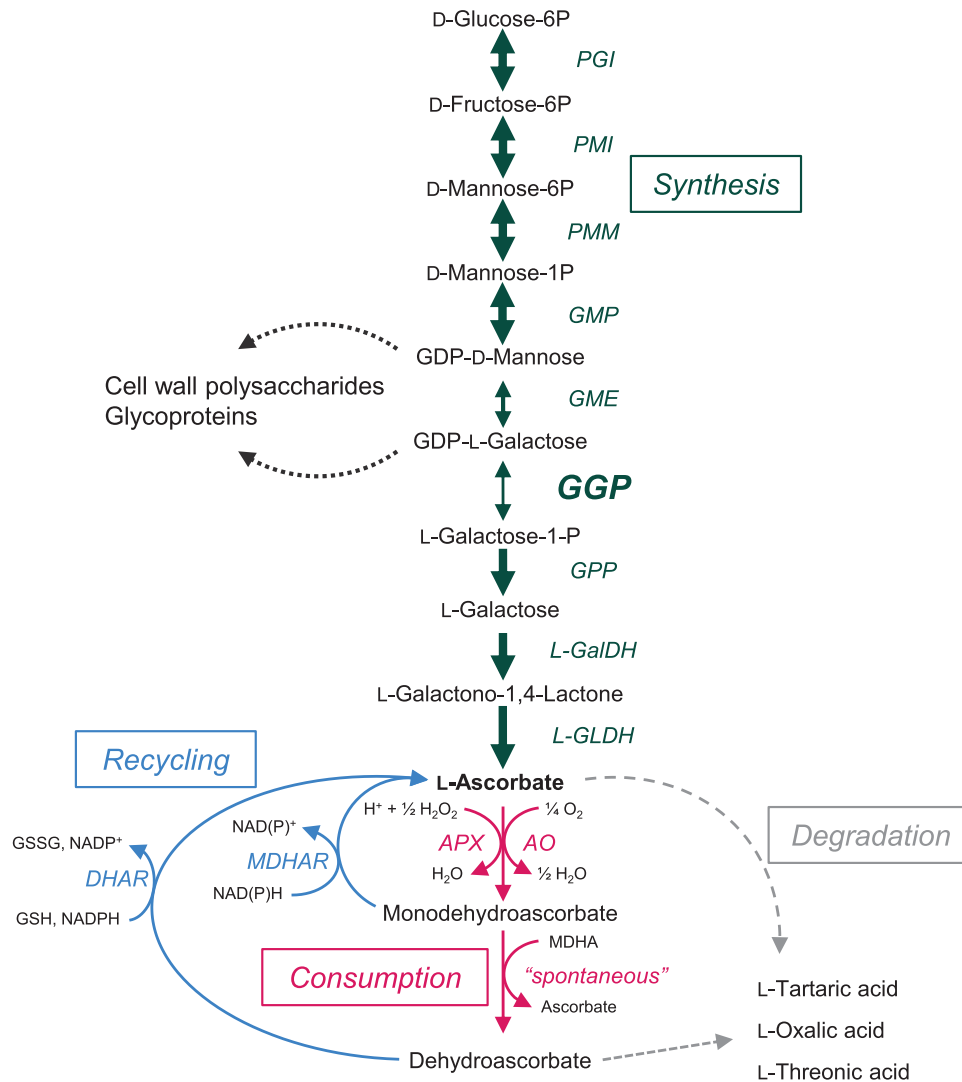 D-Glucose-6P
PGI
D-Fructose-6P
PMI
D-Mannose-6P
Synthesis
PMM
D-Mannose-1P
GMP
GDP-D-Mannose
Cell wall polysaccharides
Glycoproteins
GME
GDP-L-Galactose
GGP
L-Galactose-1-P
GPP
L-Galactose
L-GalDH
L-Galactono-1,4-Lactone
L-GLDH
Recycling
L-Ascorbate
H⁺ + ½ H₂O₂
¼ O₂
NAD(P)⁺
GSSG, NADP⁺
APX
AO
Degradation
MDHAR
DHAR
H₂O
½ H₂O
NAD(P)H
GSH, NADPH
Monodehydroascorbate
MDHA
Consumption
“spontaneous”
Ascorbate
L-Tartaric acid
L-Oxalic acid
Dehydroascorbate
L-Threonic acid